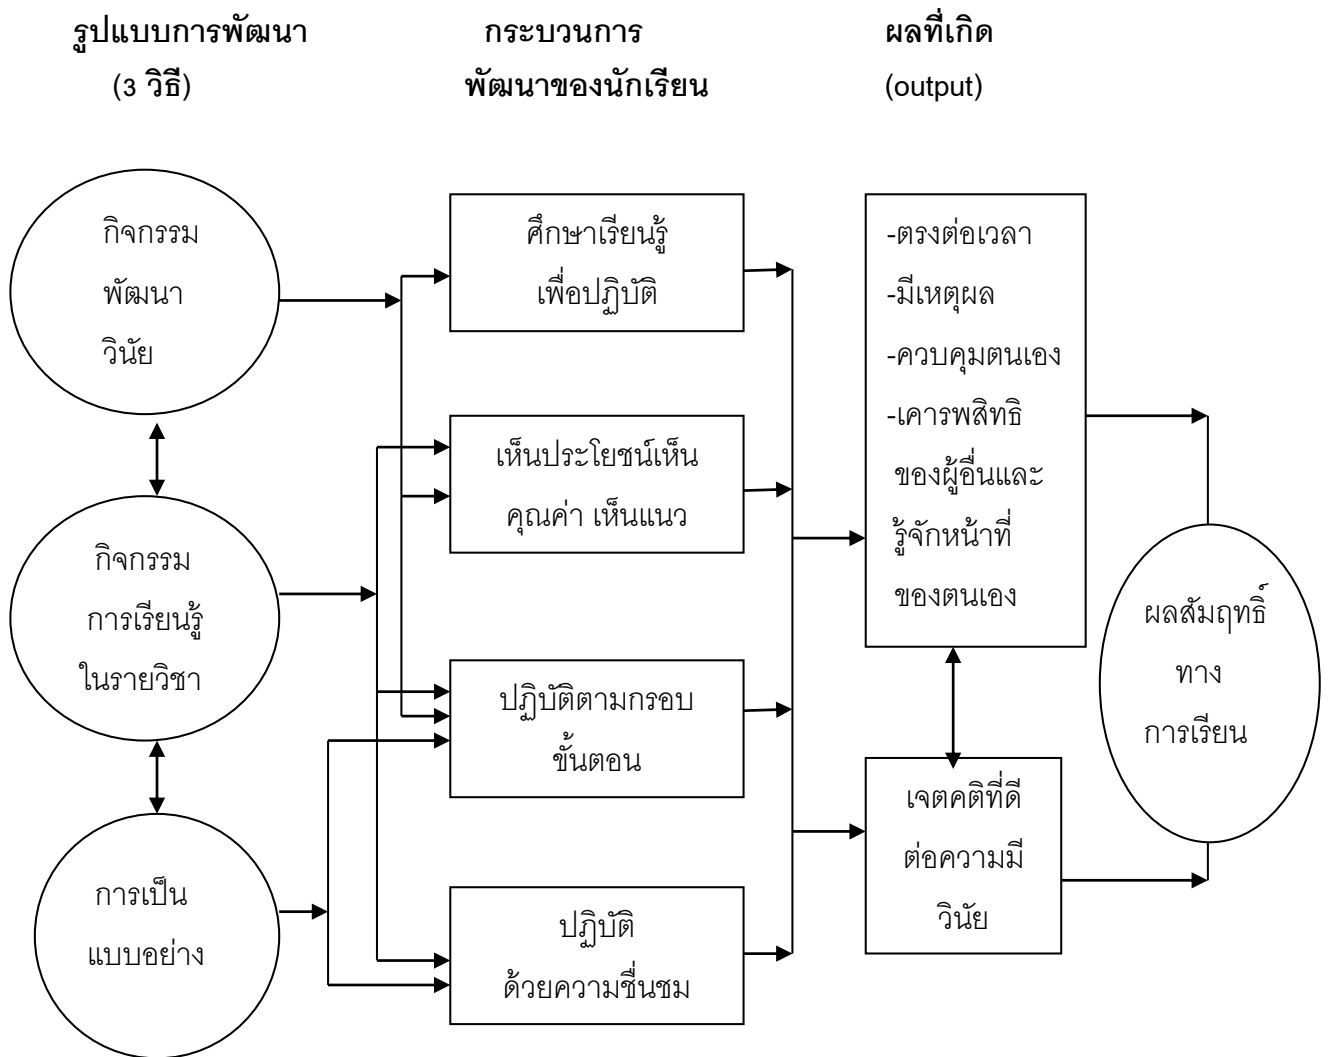 รูปแบบการพัฒนา
(3 วิธี)
กระบวนการ
พัฒนาของนักเรียน
ผลที่เกิด
(output)
กิจกรรม
พัฒนา
วินัย
กิจกรรม
การเรียนรู้
ในรายวิชา
การเป็น
แบบอย่าง
ศึกษาเรียนรู้
เพื่อปฏิบัติ
เห็นประโยชน์เห็น
คุณค่า เห็นแนว
ปฏิบัติตามกรอบ
ขั้นตอน
ปฏิบัติ
ด้วยความชื่นชม
-ตรงต่อเวลา
-มีเหตุผล
-ควบคุมตนเอง
-เคารพสิทธิ
ของผู้อื่นและ
รู้จักหน้าที่
ของตนเอง
เจตคติที่ดี
ต่อความมี
วินัย
ผลสัมฤทธิ์
ทาง
การเรียน